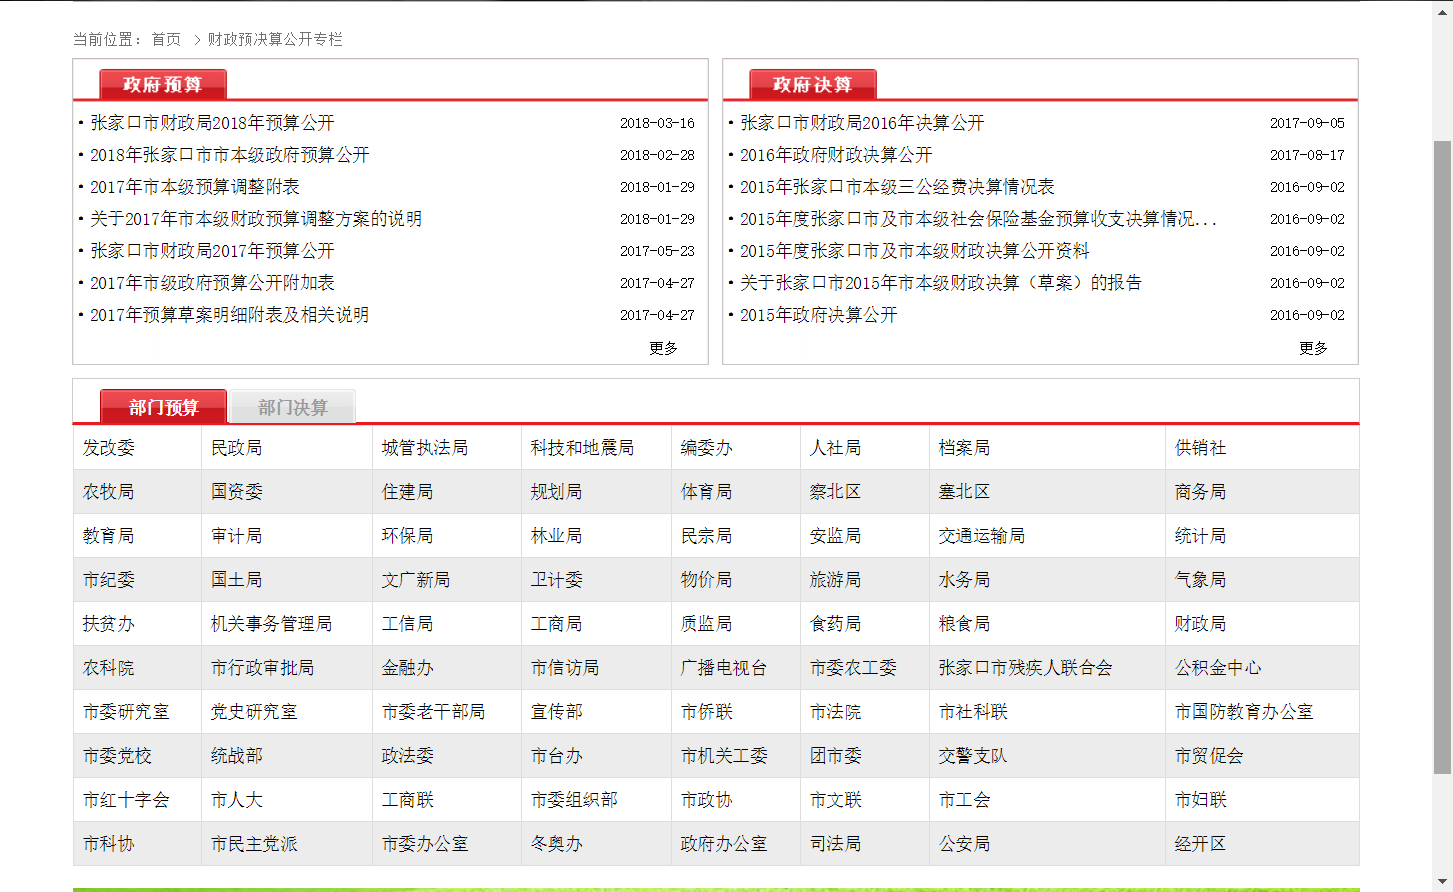 当前位置： 首页 > 财政预决算公开专栏
政府预算
• 张家口市财政局2018年预算公开 2018-03-16
• 2018年张家口市市本级政府预算公开 2018-02-28
• 2017年市本级预算调整附表 2018-01-29
• 关于2017年市本级财政预算调整方案的说明 2018-01-29
• 张家口市财政局2017年预算公开 2017-05-23
• 2017年市级政府预算公开附加表 2017-04-27
• 2017年预算草案明细附表及相关说明 2017-04-27
更多
政府决算
• 张家口市财政局2016年决算公开 2017-09-05
• 2016年政府财政决算公开 2017-08-17
• 2015年张家口市本级三公经费决算情况表 2016-09-02
• 2015年度张家口市及市本级社会保险基金预算收支决算情况... 2016-09-02
• 2015年度张家口市及市本级财政决算公开资料 2016-09-02
• 关于张家口市2015年市本级财政决算（草案）的报告 2016-09-02
• 2015年政府决算公开 2016-09-02
更多
部门预算 部门决算
发改委 民政局 城管执法局 科技和地震局 编委办 人社局 档案局 供销社
农牧局 国资委 住建局 规划局 体育局 察北区 塞北区 商务局
教育局 审计局 环保局 林业局 民宗局 安监局 交通运输局 统计局
市纪委 国土局 文广新局 卫计委 物价局 旅游局 水务局 气象局
扶贫办 机关事务管理局 工信局 工商局 质监局 食药局 粮食局 财政局
农科院 市行政审批局 金融办 市信访局 广播电视台 市委农工委 张家口市残疾人联合会 公积金中心
市委研究室 党史研究室 市委老干部局 宣传部 市侨联 市法院 市社科联 市国防教育办公室
市委党校 统战部 政法委 市台办 市机关工委 团市委 交警支队 市贸促会
市红十字会 市人大 工商联 市委组织部 市政协 市文联 市工会 市妇联
市科协 市民主党派 市委办公室 冬奥办 政府办公室 司法局 公安局 经开区